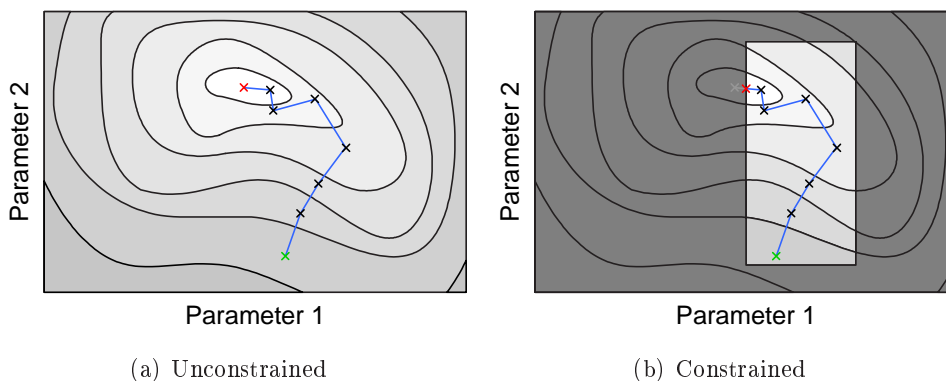 Parameter 2
Parameter 1
(a) Unconstrained
Parameter 2
Parameter 1
(b) Constrained